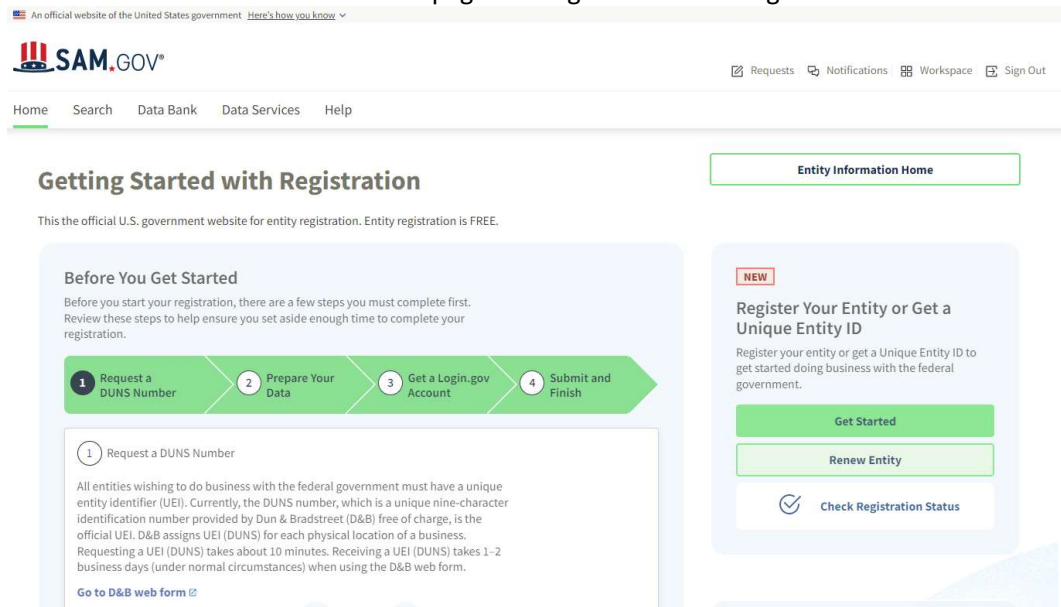 An official website of the United States government Here's how you know
SAM.GOV®
Requests Notifications Workspace Sign Out
Home Search Data Bank Data Services Help
Getting Started with Registration
Entity Information Home
This the official U.S. government website for entity registration. Entity registration is FREE.
Before You Get Started
Before you start your registration, there are a few steps you must complete first.
Review these steps to help ensure you set aside enough time to complete your
registration.
1 Request a
DUNS Number
2 Prepare Your
Data
3 Get a Login.gov
Account
4 Submit and
Finish
1 Request a DUNS Number
All entities wishing to do business with the federal government must have a unique
entity identifier (UEI). Currently, the DUNS number, which is a unique nine-character
identification number provided by Dun & Bradstreet (D&B) free of charge, is the
official UEI. D&B assigns UEI (DUNS) for each physical location of a business.
Requesting a UEI (DUNS) takes about 10 minutes. Receiving a UEI (DUNS) takes 1–2
business days (under normal circumstances) when using the D&B web form.
Go to D&B web form
NEW
Register Your Entity or Get a
Unique Entity ID
Register your entity or get a Unique Entity ID to
get started doing business with the federal
government.
Get Started
Renew Entity
Check Registration Status